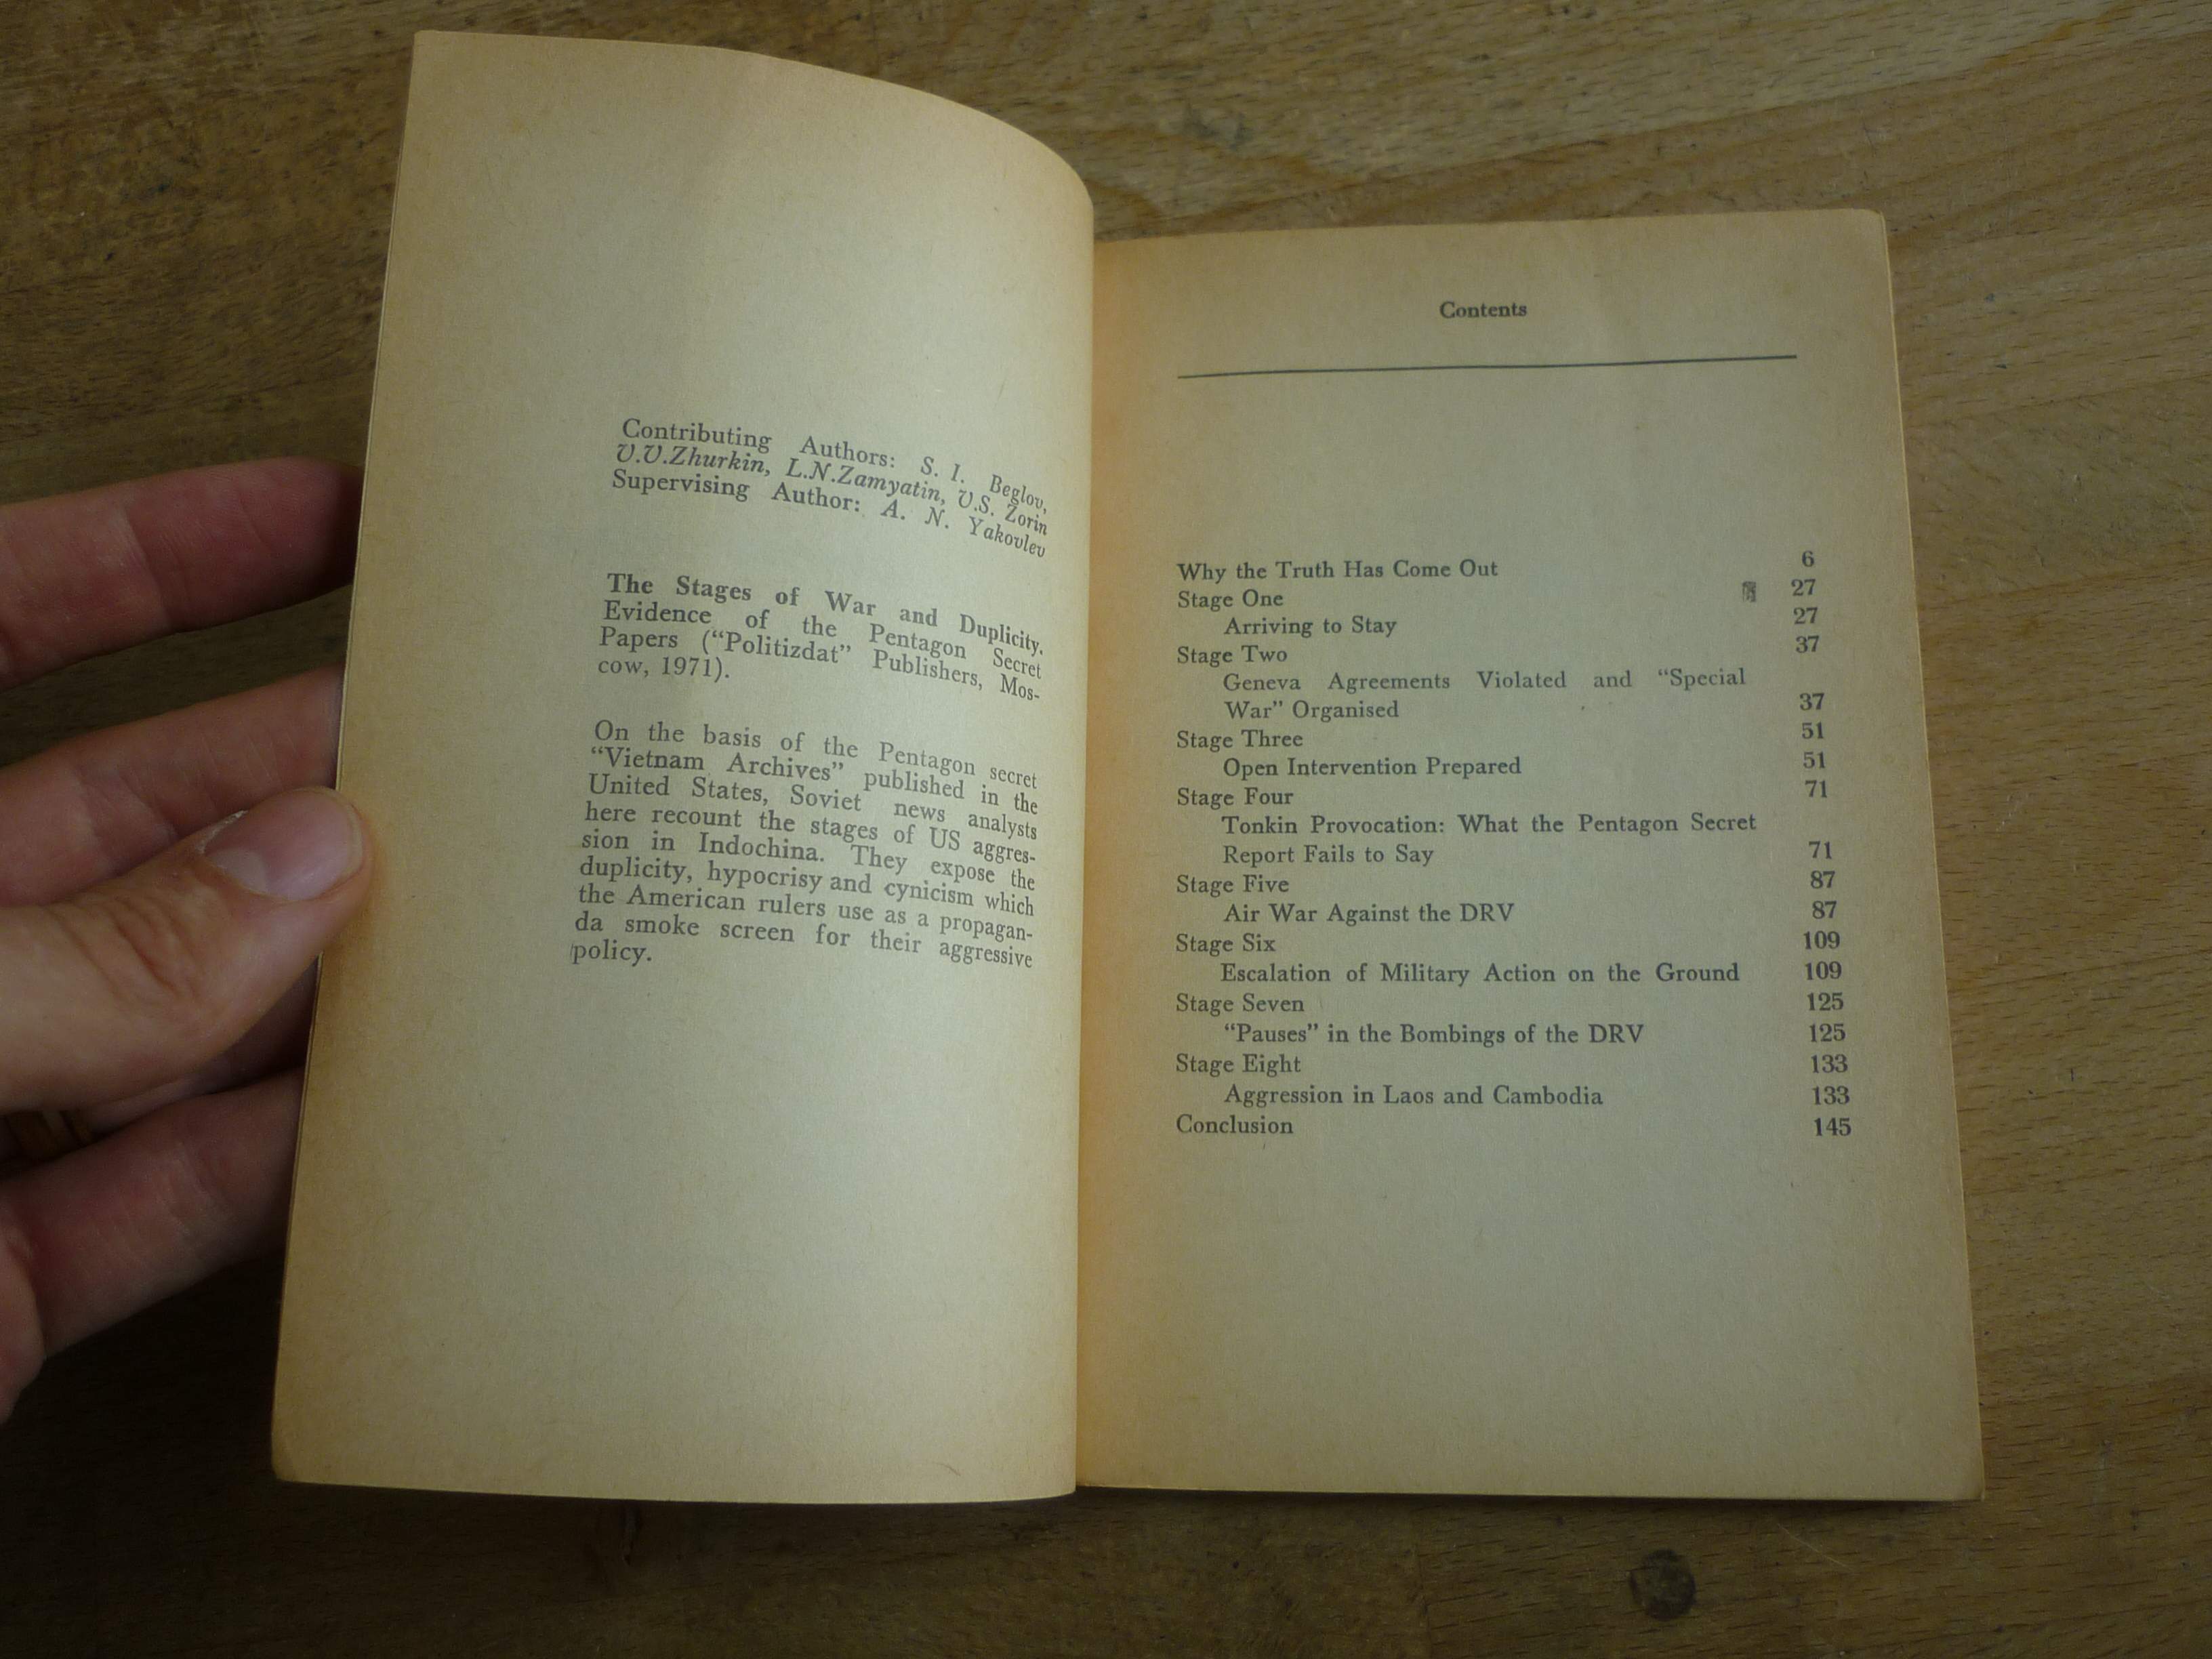 Contributing Authors: S. I. Beglov,
V.V.Zhurkin, L.N.Zamyatin, V.S. Zorin
Supervising Author: A. N. Yakovlev
The Stages of War and Duplicity.
Evidence of the Pentagon Secret
Papers (“Politizdat” Publishers, Mos-
cow, 1971).
On the basis of the Pentagon secret
“Vietnam Archives” published in the
United States, Soviet news analysts
here recount the stages of US aggres-
sion in Indochina. They expose the
duplicity, hypocrisy and cynicism which
the American rulers use as a propagan-
da smoke screen for their aggressive
policy.
Contents
Why the Truth Has Come Out 6
Stage One 27
Arriving to Stay 27
Stage Two 37
Geneva Agreements Violated and “Special
War” Organised 37
Stage Three 51
Open Intervention Prepared 51
Stage Four 71
Tonkin Provocation: What the Pentagon Secret
Report Fails to Say 71
Stage Five 87
Air War Against the DRV 87
Stage Six 109
Escalation of Military Action on the Ground 109
Stage Seven 125
“Pauses” in the Bombings of the DRV 125
Stage Eight 133
Aggression in Laos and Cambodia 133
Conclusion 145